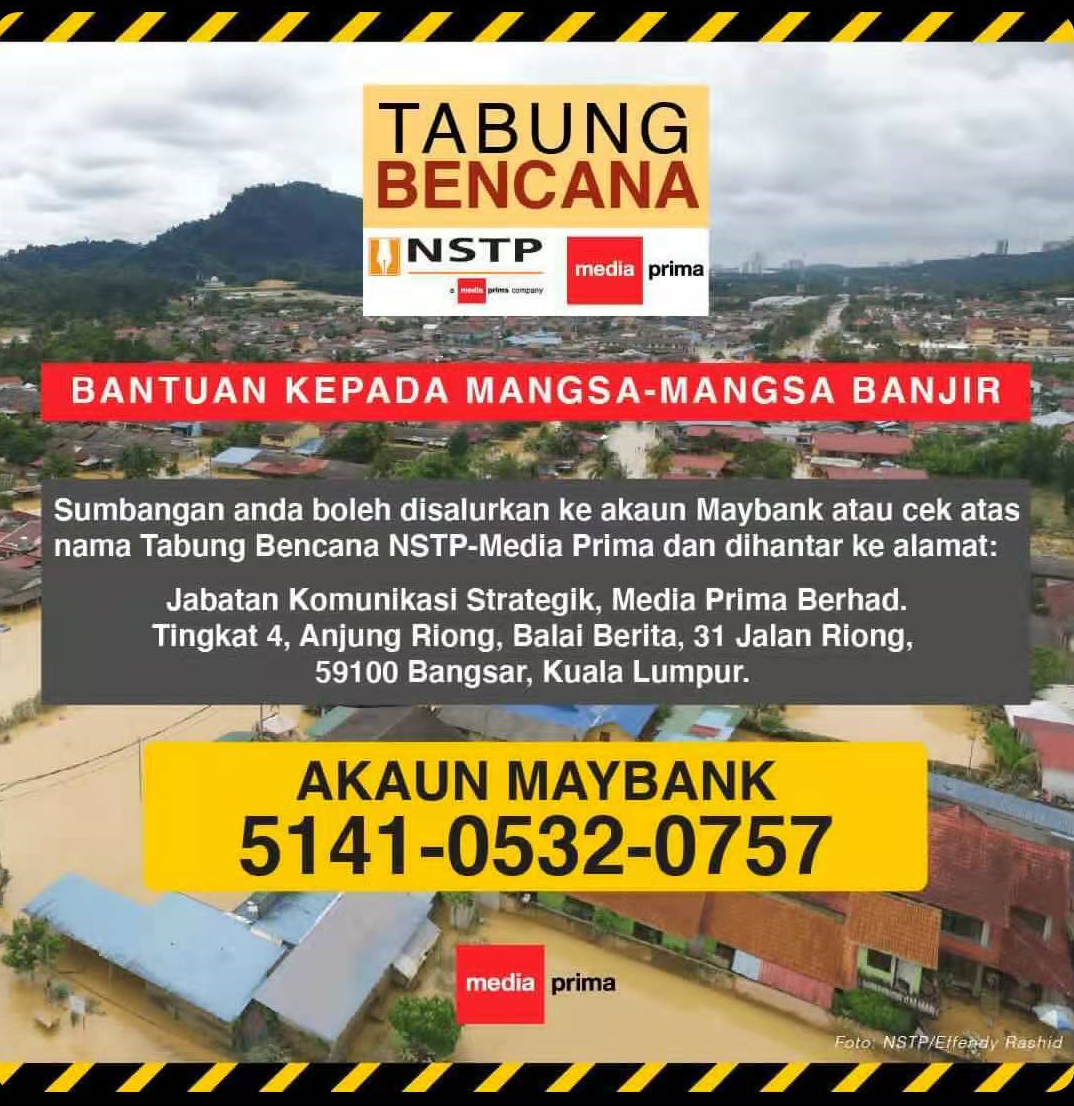 TABUNG
BENCANA
NSTP
a media prima company
media prima
BANTUAN KEPADA MANGSA-MANGSA BANJIR
Sumbangan anda boleh disalurkan ke akaun Maybank atau cek atas
nama Tabung Bencana NSTP-Media Prima dan dihantar ke alamat:
Jabatan Komunikasi Strategik, Media Prima Berhad.
Tingkat 4, Anjung Riong, Balai Berita, 31 Jalan Riong,
59100 Bangsar, Kuala Lumpur.
AKAUN MAYBANK
5141-0532-0757
media prima
Foto: NSTP/Effendy Rashid